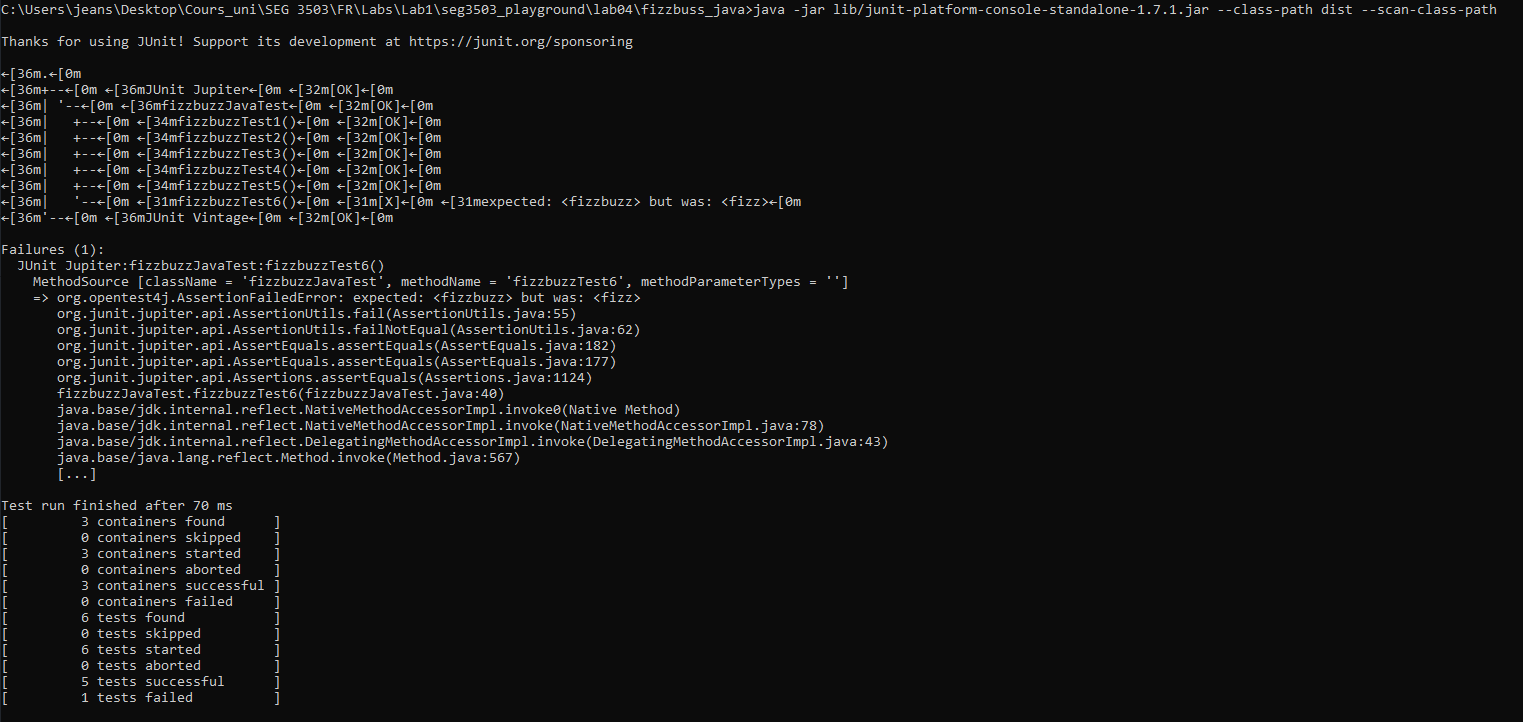 C:\Users\jeans\Desktop\Cours_uni\SEG 3503\FR\Labs\Lab1\seg3503_playground\lab04\fizzbuss_java>java -jar lib/junit-platform-console-standalone-1.7.1.jar --class-path dist --scan-class-path
Thanks for using JUnit! Support its development at https://junit.org/sponsoring
←[36m.←[0m
←[36m+--←[0m ←[36mJUnit Jupiter←[0m ←[32m[OK]←[0m
←[36m| '--←[0m ←[36mfizzbuzzJavaTest←[0m ←[32m[OK]←[0m
←[36m|   +--←[0m ←[34mfizzbuzzTest1()←[0m ←[32m[OK]←[0m
←[36m|   +--←[0m ←[34mfizzbuzzTest2()←[0m ←[32m[OK]←[0m
←[36m|   +--←[0m ←[34mfizzbuzzTest3()←[0m ←[32m[OK]←[0m
←[36m|   +--←[0m ←[34mfizzbuzzTest4()←[0m ←[32m[OK]←[0m
←[36m|   +--←[0m ←[34mfizzbuzzTest5()←[0m ←[32m[OK]←[0m
←[36m|   '--←[0m ←[31mfizzbuzzTest6()←[0m ←[31m[X]←[0m ←[31mexpected: <fizzbuzz> but was: <fizz>←[0m
←[36m'--←[0m ←[36mJUnit Vintage←[0m ←[32m[OK]←[0m
Failures (1):
  JUnit Jupiter:fizzbuzzJavaTest:fizzbuzzTest6()
    MethodSource [className = 'fizzbuzzJavaTest', methodName = 'fizzbuzzTest6', methodParameterTypes = '']
    => org.opentest4j.AssertionFailedError: expected: <fizzbuzz> but was: <fizz>
       org.junit.jupiter.api.AssertionUtils.fail(AssertionUtils.java:55)
       org.junit.jupiter.api.AssertionUtils.failNotEqual(AssertionUtils.java:62)
       org.junit.jupiter.api.AssertEquals.assertEquals(AssertEquals.java:182)
       org.junit.jupiter.api.AssertEquals.assertEquals(AssertEquals.java:177)
       org.junit.jupiter.api.Assertions.assertEquals(Assertions.java:1124)
       fizzbuzzJavaTest.fizzbuzzTest6(fizzbuzzJavaTest.java:40)
       java.base/jdk.internal.reflect.NativeMethodAccessorImpl.invoke0(Native Method)
       java.base/jdk.internal.reflect.NativeMethodAccessorImpl.invoke(NativeMethodAccessorImpl.java:78)
       java.base/jdk.internal.reflect.DelegatingMethodAccessorImpl.invoke(DelegatingMethodAccessorImpl.java:43)
       java.base/java.lang.reflect.Method.invoke(Method.java:567)
       [...]
Test run finished after 70 ms
[         3 containers found      ]
[         0 containers skipped    ]
[         3 containers started    ]
[         0 containers aborted    ]
[         3 containers successful ]
[         0 containers failed     ]
[         6 tests found           ]
[         0 tests skipped         ]
[         6 tests started         ]
[         0 tests aborted         ]
[         5 tests successful      ]
[         1 tests failed          ]